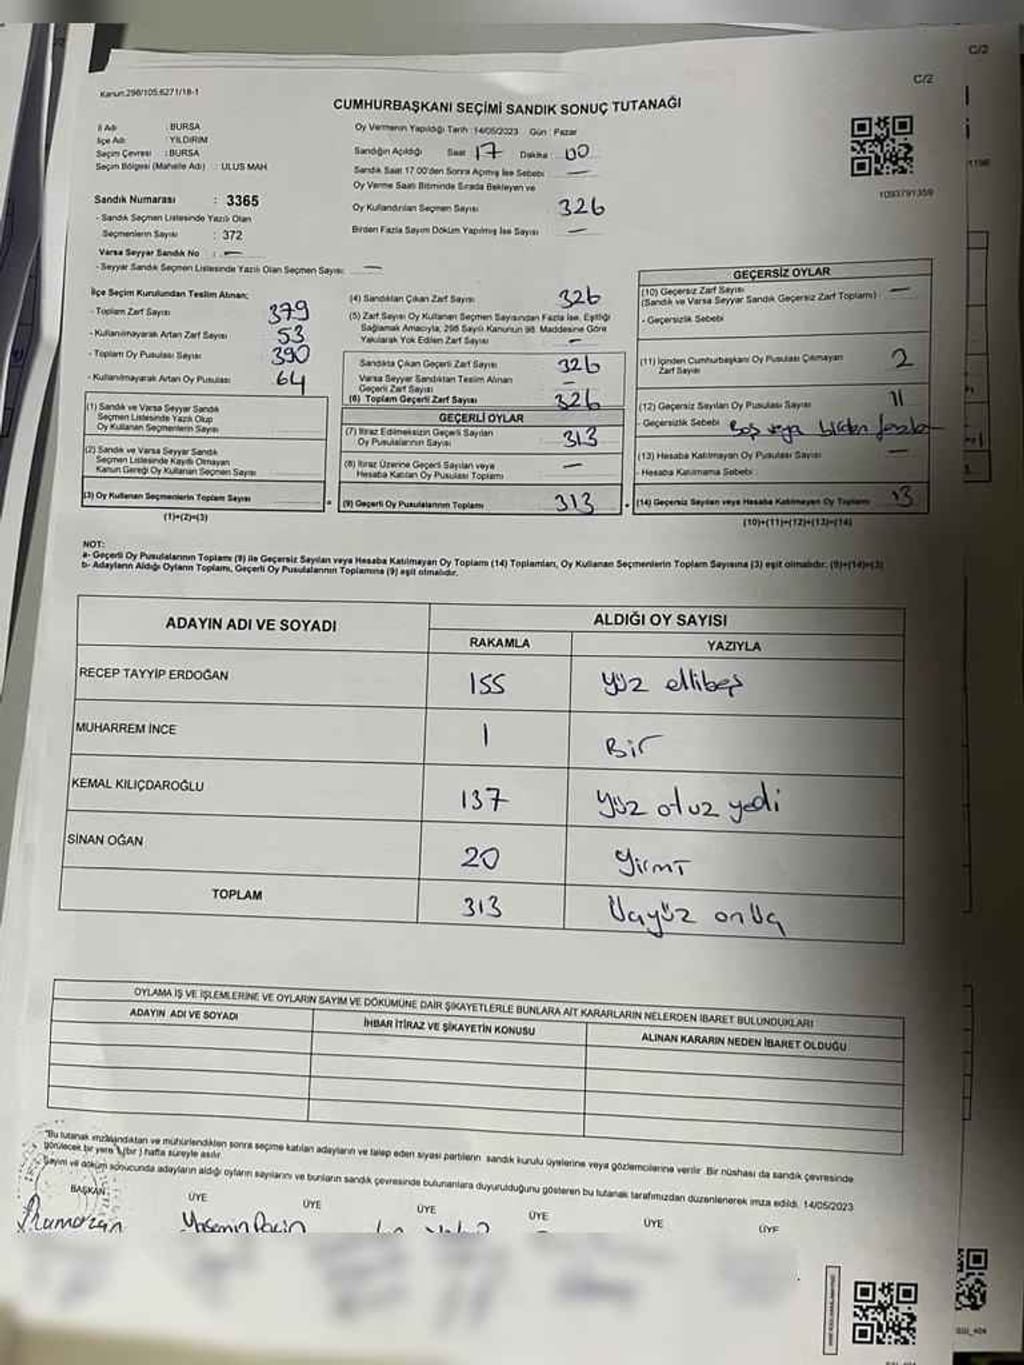 C/2
C/2
Kanun:298/105;6271/18-1
CUMHURBAŞKANI SEÇİMİ SANDIK SONUÇ TUTANAĞI
İl Adı : BURSA
İlçe Adı : YILDIRIM
Seçim Çevresi : BURSA
Seçim Bölgesi (Mahalle Adı) : ULUS MAH
Sandık Numarası : 3365
- Sandık Seçmen Listesinde Yazılı Olan
Seçmenlerin Sayısı : 372
Varsa Seyyar Sandık No : —
- Seyyar Sandık Seçmen Listesinde Yazılı Olan Seçmen Sayısı: —
Oy Vermenin Yapıldığı Tarih : 14/05/2023 Gün : Pazar
Sandığın Açıldığı Saat 17 Dakika : 00
Sandık Saat 17.00'den Sonra Açılmış İse Sebebi —
Oy Verme Saati Bitiminde Sırada Bekleyen ve
Oy Kullandırılan Seçmen Sayısı 326
Birden Fazla Sayım Döküm Yapılmış İse Sayısı —
1093791359
İlçe Seçim Kurulundan Teslim Alınan;
- Toplam Zarf Sayısı 379
- Kullanılmayarak Artan Zarf Sayısı 53
- Toplam Oy Pusulası Sayısı 390
- Kullanılmayarak Artan Oy Pusulası 64
(1) Sandık ve Varsa Seyyar Sandık
Seçmen Listesinde Yazılı Olup
Oy Kullanan Seçmenlerin Sayısı
(2) Sandık ve Varsa Seyyar Sandık
Seçmen Listesinde Kayıtlı Olmayan
Kanun Gereği Oy Kullanan Seçmen Sayısı
(3) Oy Kullanan Seçmenlerin Toplam Sayısı
(1)+(2)=(3)
(4) Sandıktan Çıkan Zarf Sayısı 326
(5) Zarf Sayısı Oy Kullanan Seçmen Sayısından Fazla İse, Eşitliği
Sağlamak Amacıyla, 298 Sayılı Kanunun 98. Maddesine Göre
Yakılarak Yok Edilen Zarf Sayısı —
Sandıkta Çıkan Geçerli Zarf Sayısı 326
Varsa Seyyar Sandıktan Teslim Alınan
Geçerli Zarf Sayısı —
(6) Toplam Geçerli Zarf Sayısı 326
GEÇERLİ OYLAR
(7) İtiraz Edilmeksizin Geçerli Sayılan
Oy Pusulalarının Sayısı 313
(8) İtiraz Üzerine Geçerli Sayılan veya
Hesaba Katılan Oy Pusulası Toplamı —
(9) Geçerli Oy Pusulalarının Toplamı 313
GEÇERSİZ OYLAR
(10) Geçersiz Zarf Sayısı —
(Sandık ve Varsa Seyyar Sandık Geçersiz Zarf Toplamı)
- Geçersizlik Sebebi
(11) İçinden Cumhurbaşkanı Oy Pusulası Çıkmayan
Zarf Sayısı 2
(12) Geçersiz Sayılan Oy Pusulası Sayısı 11
- Geçersizlik Sebebi Boş veya birden fazla
(13) Hesaba Katılmayan Oy Pusulası Sayısı —
- Hesaba Katılmama Sebebi
(14) Geçersiz Sayılan veya Hesaba Katılmayan Oy Toplamı 13
(10)+(11)+(12)+(13)=(14)
NOT:
a- Geçerli Oy Pusulalarının Toplamı (9) ile Geçersiz Sayılan veya Hesaba Katılmayan Oy Toplam (14) Toplamları, Oy Kullanan Seçmenlerin Toplam Sayısına (3) eşit olmalıdır. (9)+(14)=(3)
b- Adayların Aldığı Oyların Toplamı, Geçerli Oy Pusulalarının Toplamına (9) eşit olmalıdır.
ADAYIN ADI VE SOYADI
ALDIĞI OY SAYISI
RAKAMLA YAZIYLA
RECEP TAYYİP ERDOĞAN 155 yüz ellibeş
MUHARREM İNCE 1 Bir
KEMAL KILIÇDAROĞLU 137 yüz otuz yedi
SİNAN OĞAN 20 yirmi
TOPLAM 313 Üçyüz onüç
OYLAMA İŞ VE İŞLEMLERİNE VE OYLARIN SAYIM VE DÖKÜMÜNE DAİR ŞİKAYETLERLE BUNLARA AİT KARARLARIN NELERDEN İBARET BULUNDUKLARI
ADAYIN ADI VE SOYADI
İHBAR İTİRAZ VE ŞİKAYETİN KONUSU
ALINAN KARARIN NEDEN İBARET OLDUĞU
"Bu tutanak imzalandıktan ve mühürlendikten sonra seçime katılan adayların ve talep eden siyasi partilerin sandık kurulu üyelerine veya gözlemcilerine verilir. Bir nüshası da sandık çevresinde
görülecek bir yere 1 (bir) hafta süreyle asılır.
Sayım ve döküm sonucunda adayların aldığı oyların sayılarını ve bunların sandık çevresinde bulunanlara duyurulduğunu gösteren bu tutanak tarafımızdan düzenlenerek imza edildi. 14/05/2023
BAŞKAN ÜYE ÜYE ÜYE ÜYE ÜYE ÜYE
Yasemin